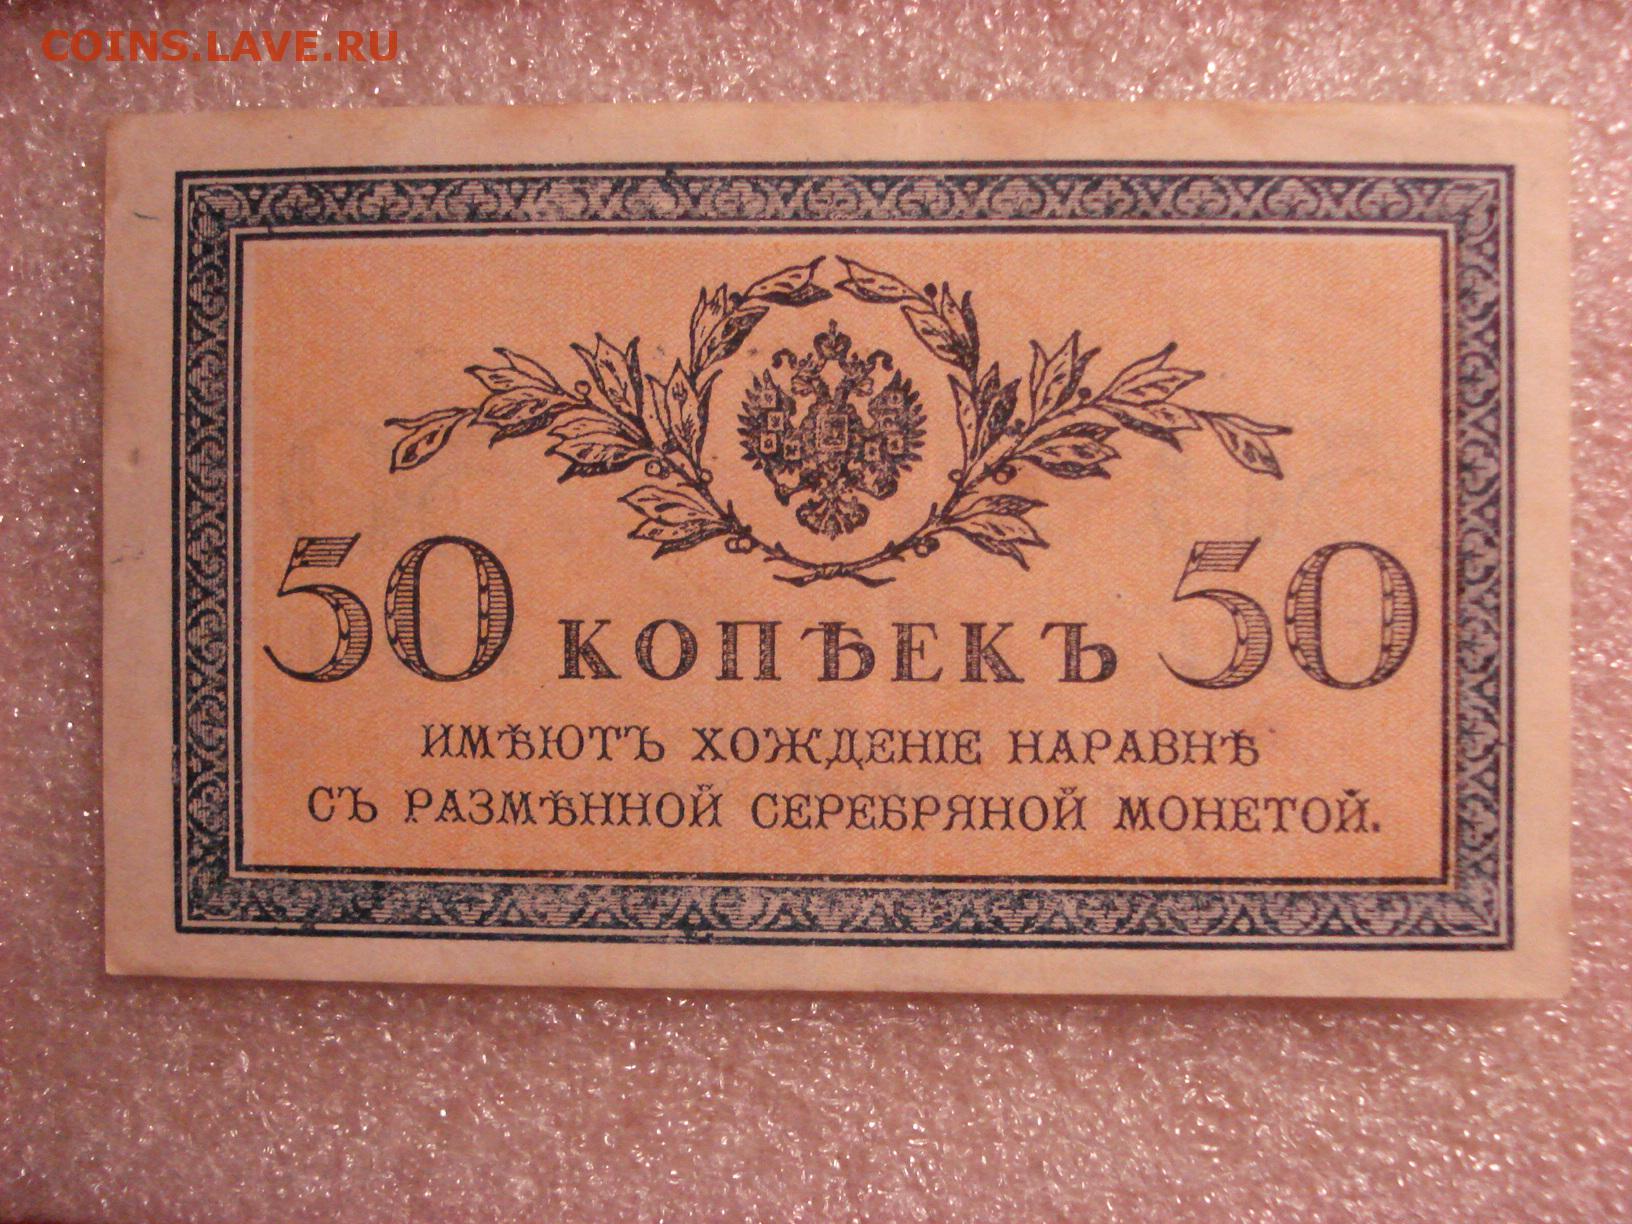 COINS.LAVE.RU
50 КОПѢЕКЪ 50
ИМѢЮТЪ ХОЖДЕНІЕ НАРАВНѢ
СЪ РАЗМѢННОЙ СЕРЕБРЯНОЙ МОНЕТОЙ.